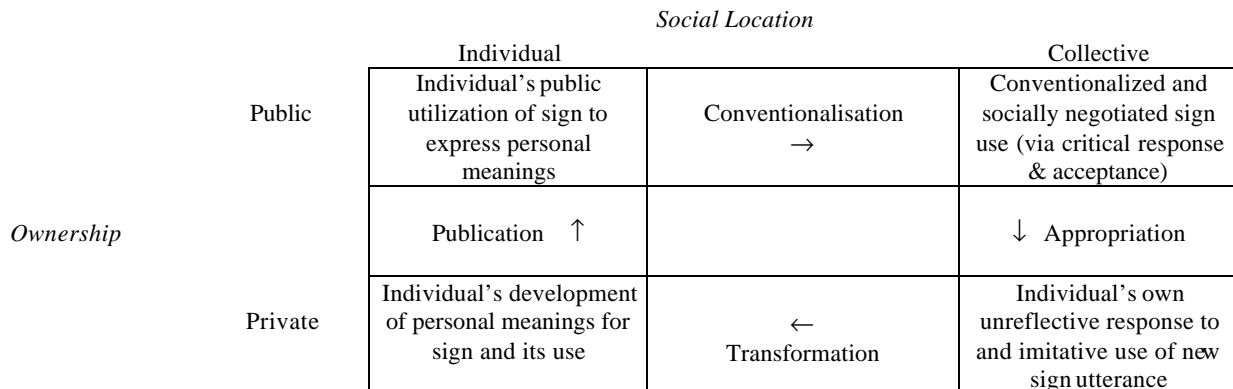 Social Location
Individual
Collective
Public
Individual's public
utilization of sign to
express personal
meanings
Conventionalisation
→
Conventionalized and
socially negotiated sign
use (via critical response
& acceptance)
Ownership
Publication ↑
↓ Appropriation
Private
Individual's development
of personal meanings for
sign and its use
←
Transformation
Individual's own
unreflective response to
and imitative use of new
sign utterance